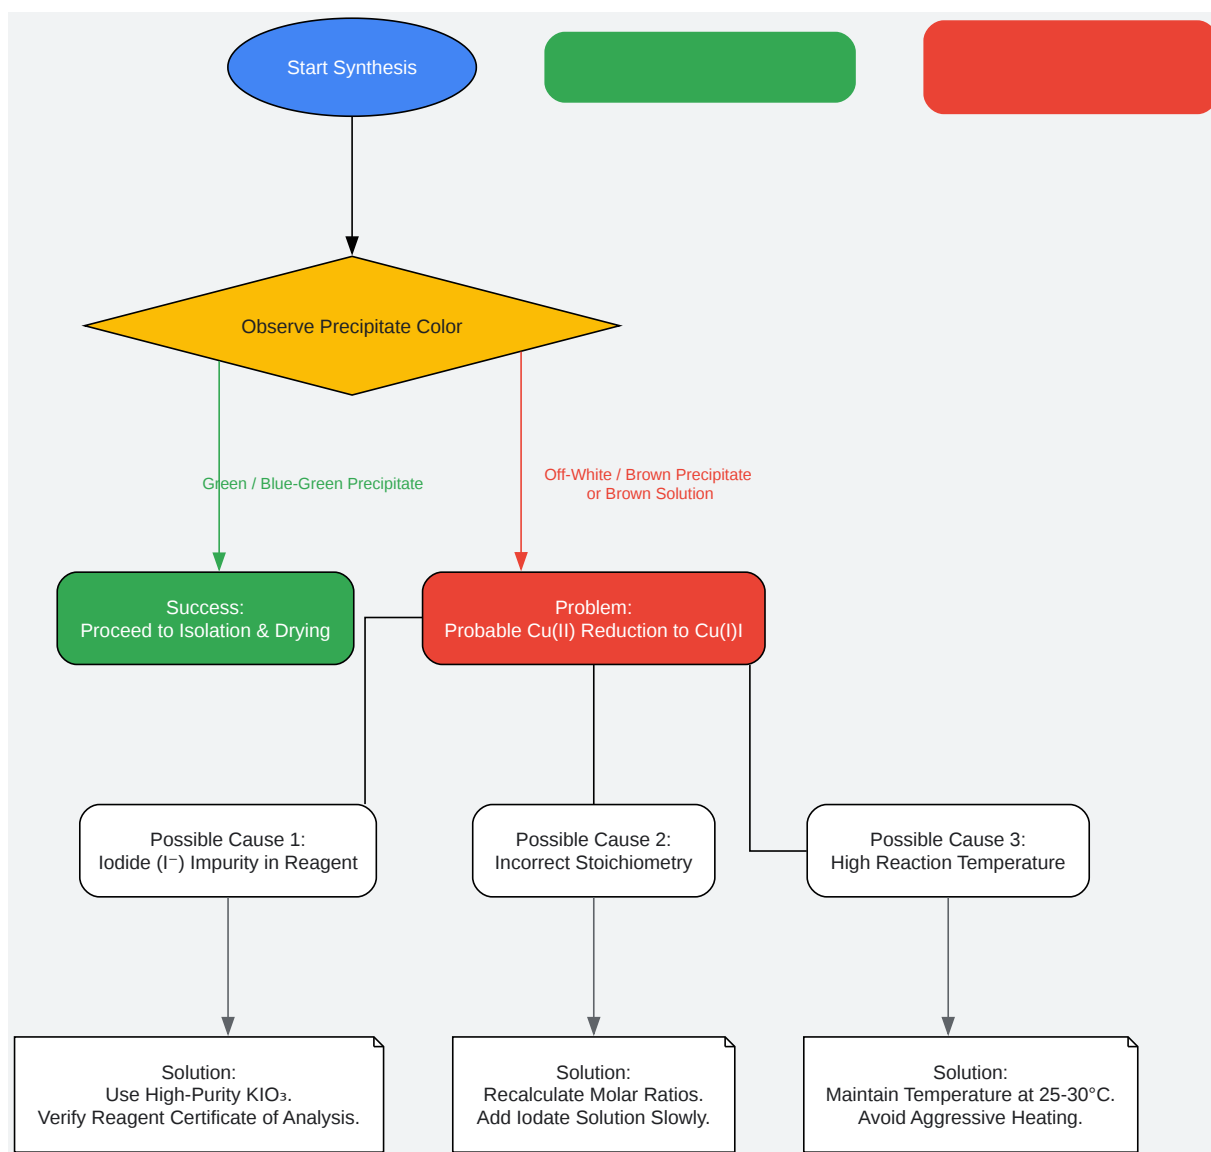 Start Synthesis
Observe Precipitate Color
Green / Blue-Green Precipitate
Off-White / Brown Precipitate
or Brown Solution
Success:
Proceed to Isolation & Drying
Problem:
Probable Cu(II) Reduction to Cu(I)I
Possible Cause 1:
Iodide (I⁻) Impurity in Reagent
Possible Cause 2:
Incorrect Stoichiometry
Possible Cause 3:
High Reaction Temperature
Solution:
Use High-Purity KIO₃.
Verify Reagent Certificate of Analysis.
Solution:
Recalculate Molar Ratios.
Add Iodate Solution Slowly.
Solution:
Maintain Temperature at 25-30°C.
Avoid Aggressive Heating.